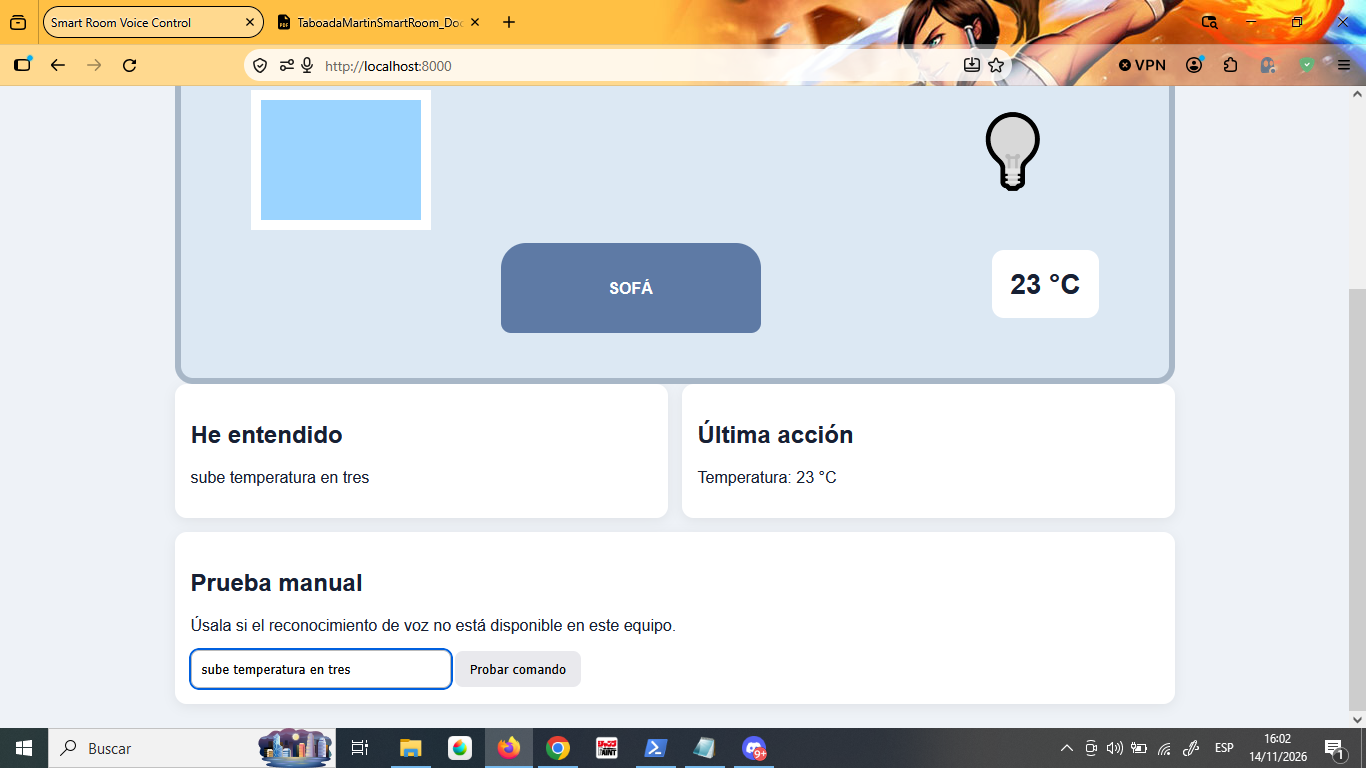 Smart Room Voice Control
TaboadaMartinSmartRoom_Do
http://localhost:8000
VPN
SOFÁ
23 °C
He entendido
sube temperatura en tres
Última acción
Temperatura: 23 °C
Prueba manual
Úsala si el reconocimiento de voz no está disponible en este equipo.
sube temperatura en tres
Probar comando
Buscar
9+
ESP
16:02
14/11/2026
1